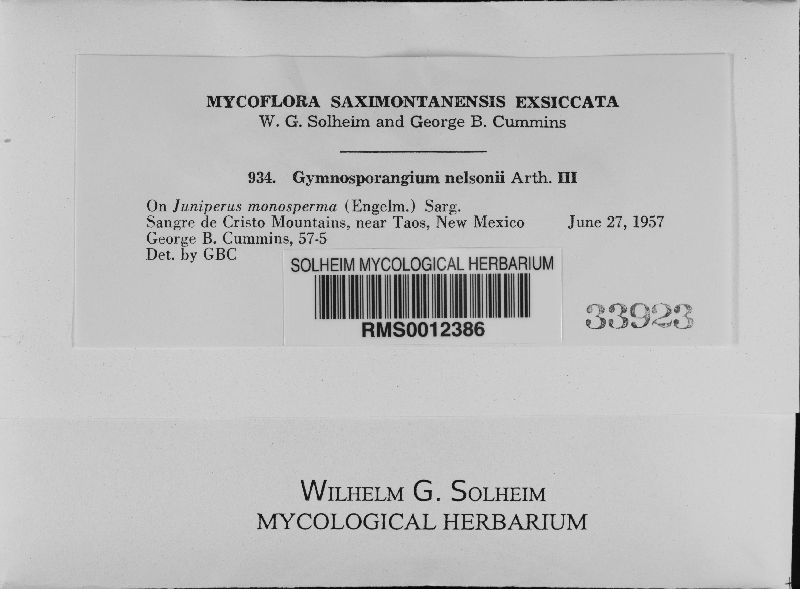 MYCOFLORA SAXIMONTANENSIS EXSICCATA
W. G. Solheim and George B. Cummins
934. Gymnosporangium nelsonii Arth. III
On Juniperus monosperma (Engelm.) Sarg.
Sangre de Cristo Mountains, near Taos, New Mexico June 27, 1957
George B. Cummins, 57-5
Det. by GBC
SOLHEIM MYCOLOGICAL HERBARIUM
RMS0012386
33923
WILHELM G. SOLHEIM
MYCOLOGICAL HERBARIUM